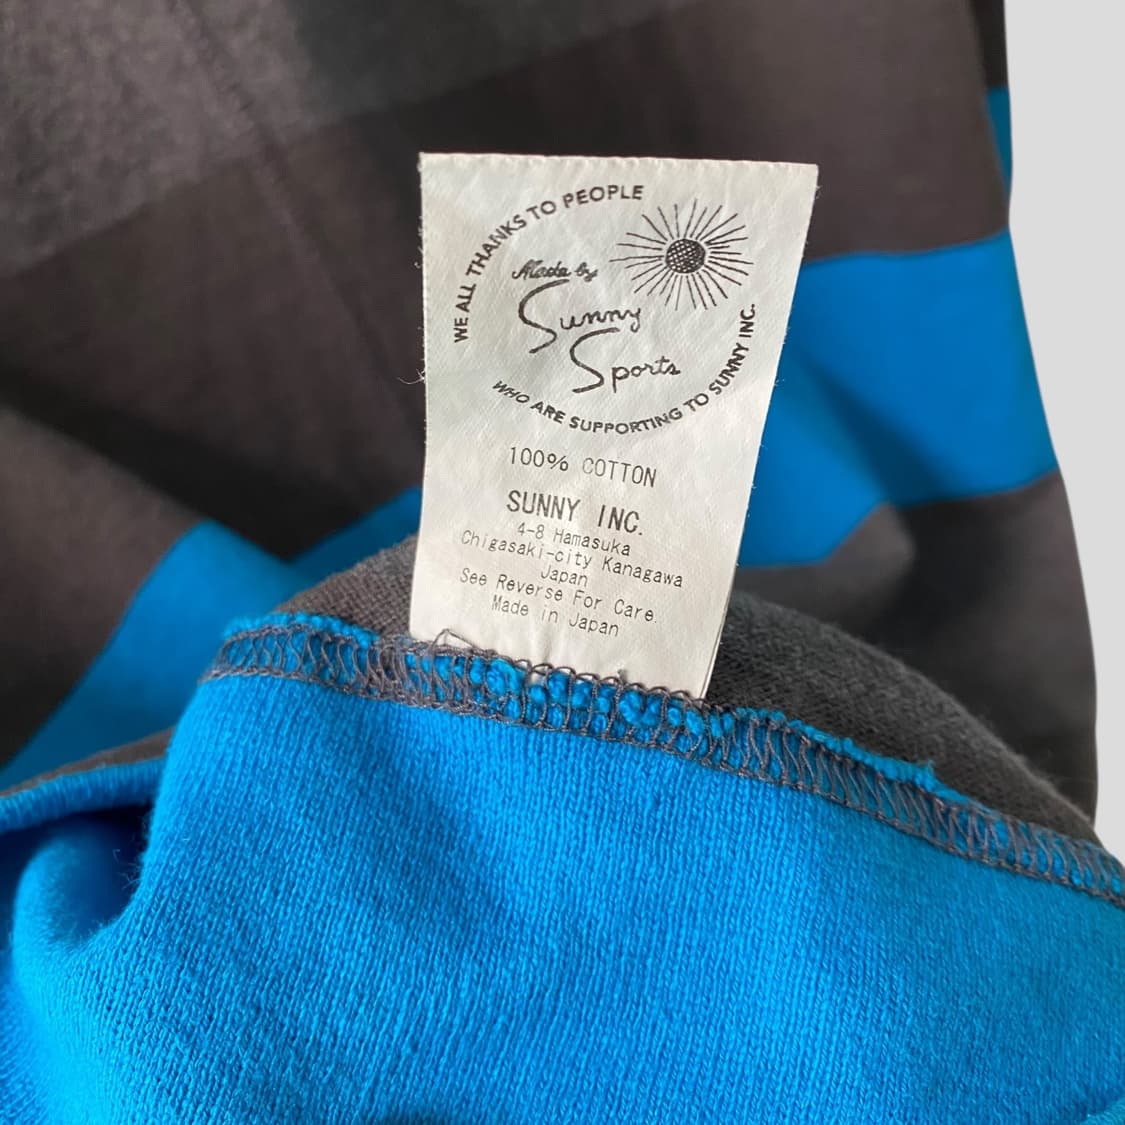 WE ALL THANKS TO PEOPLE
Made by
Sunny
Sports
WHO ARE SUPPORTING TO SUNNY INC.
100% COTTON
SUNNY INC.
4-8 Hamasuka
Chigasaki-city Kanagawa
Japan
See Reverse For Care.
Made in Japan